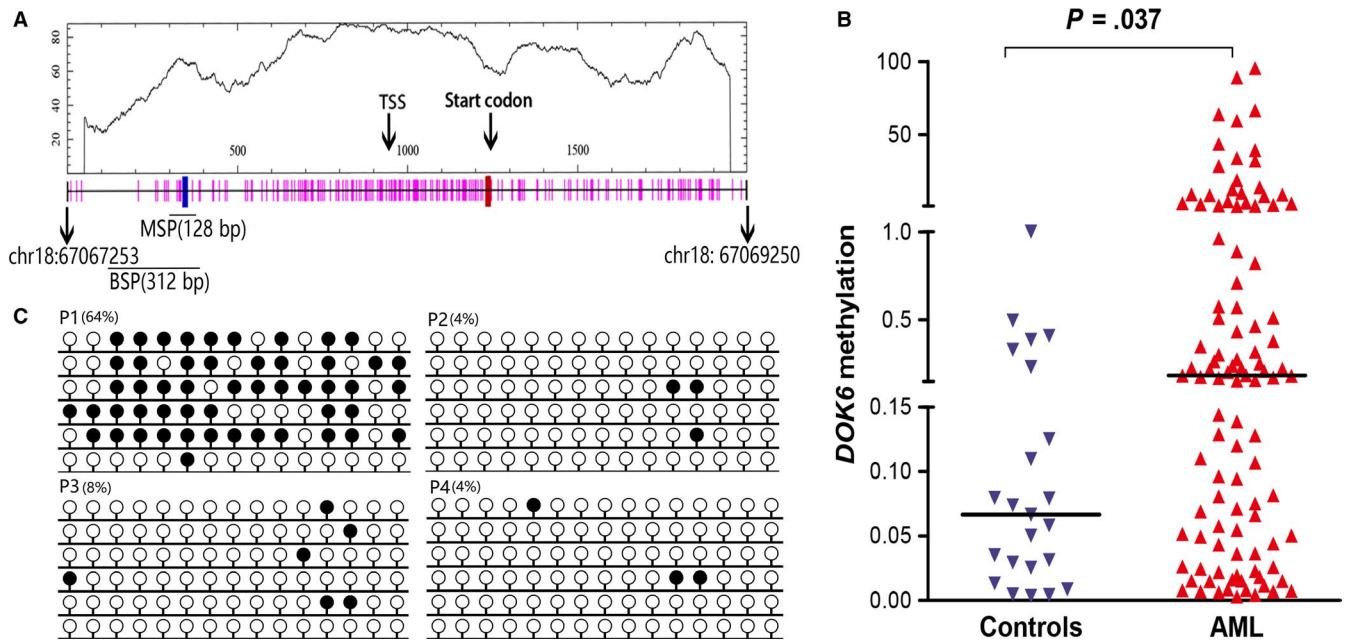 A
80
60
40
20
TSS
Start codon
500
1000
1500
MSP(128 bp)
chr18:67067253
chr18: 67069250
BSP(312 bp)
B
P = .037
100
50
1.0
0.5
0.15
0.10
0.05
0.00
DOK6 methylation
Controls
AML
C
P1(64%)
P2(4%)
P3(8%)
P4(4%)